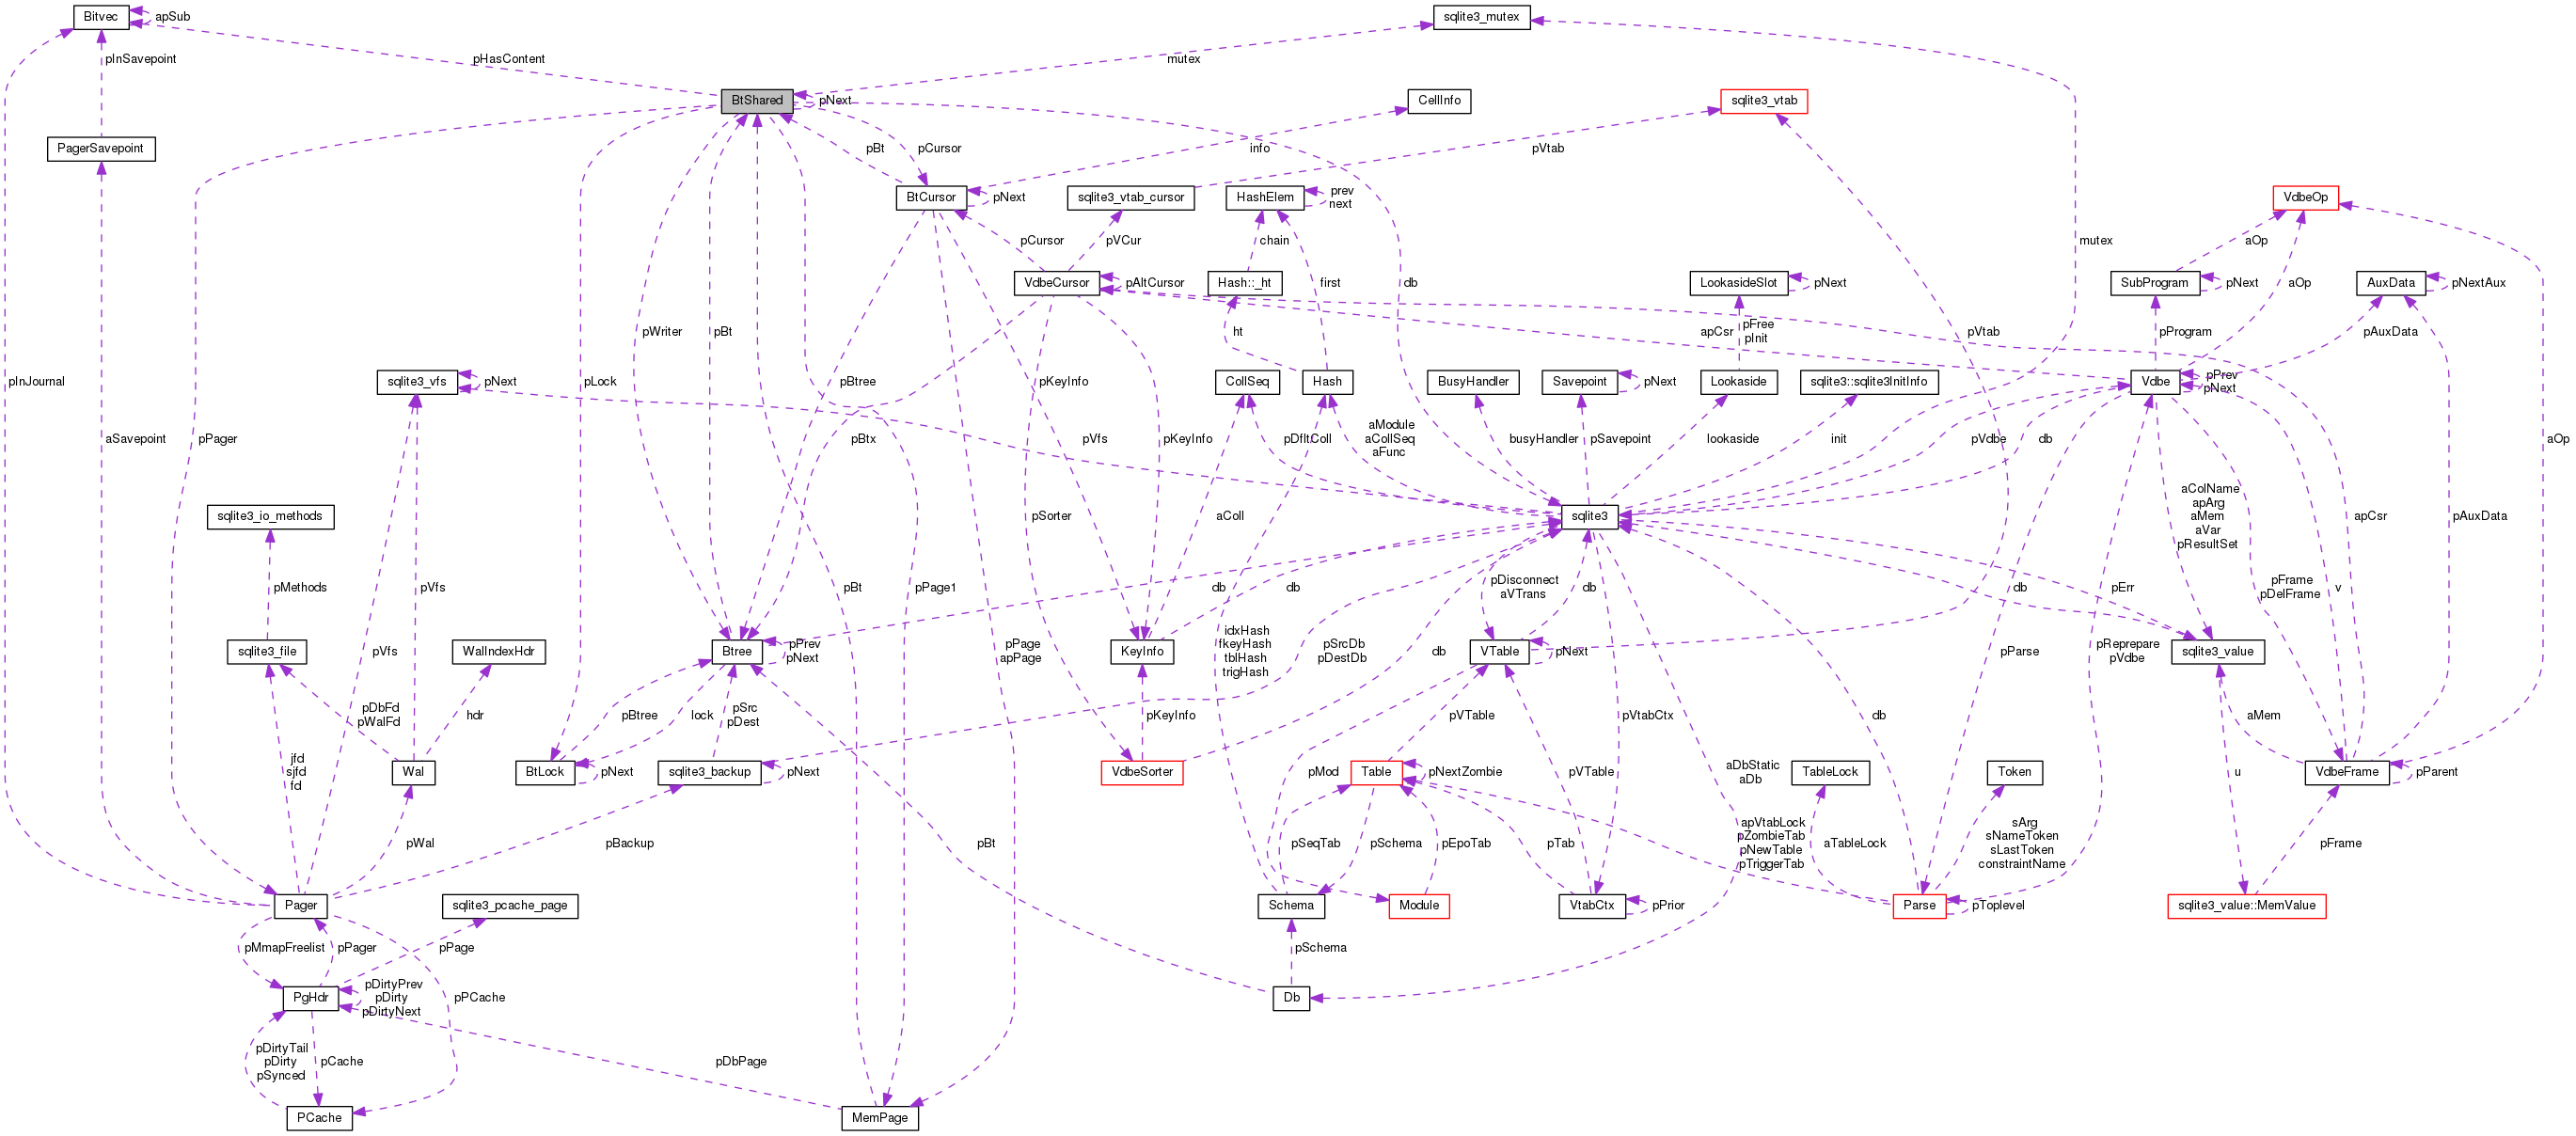 Bitvec
apSub
sqlite3_mutex
pInSavepoint
pHasContent
mutex
BtShared
pNext
CellInfo
sqlite3_vtab
PagerSavepoint
pBt
pCursor
info
pVtab
BtCursor
pNext
sqlite3_vtab_cursor
HashElem
prev
next
VdbeOp
pCursor
pVCur
chain
mutex
aOp
VdbeCursor
pAltCursor
Hash::_ht
first
db
LookasideSlot
pNext
SubProgram
pNext
aOp
AuxData
pNextAux
pWriter
pBt
ht
pFree
pInit
apCsr
pVtab
pProgram
pAuxData
pInJournal
sqlite3_vfs
pNext
pLock
pBtree
pKeyInfo
CollSeq
Hash
BusyHandler
Savepoint
pNext
Lookaside
sqlite3::sqlite3InitInfo
Vdbe
pPrev
pNext
aSavepoint
pPager
pBtx
pVfs
pKeyInfo
pDfltColl
aModule
aCollSeq
aFunc
busyHandler
pSavepoint
lookaside
init
pVdbe
db
aOp
sqlite3_io_methods
pSorter
aColl
sqlite3
aColName
apArg
aMem
aVar
pResultSet
apCsr
pAuxData
pMethods
pVfs
pBt
pPage1
db
db
pDisconnect
aVTrans
db
db
pErr
pFrame
pDelFrame
v
sqlite3_file
WalIndexHdr
pVfs
Btree
pPrev
pNext
pPage
apPage
KeyInfo
idxHash
fkeyHash
tblHash
trigHash
pSrcDb
pDestDb
db
VTable
pNext
pParse
pReprepare
pVdbe
sqlite3_value
pDbFd
pWalFd
hdr
pBtree
lock
pSrc
pDest
pKeyInfo
pVTable
pVtabCtx
db
aMem
jfd
sjfd
fd
Wal
BtLock
pNext
sqlite3_backup
pNext
VdbeSorter
pMod
Table
pNextZombie
pVTable
aDbStatic
aDb
TableLock
Token
u
VdbeFrame
pParent
pWal
pBackup
pBt
pSeqTab
pSchema
pEpoTab
pTab
apVtabLock
pZombieTab
pNewTable
pTriggerTab
aTableLock
sArg
sNameToken
sLastToken
constraintName
pFrame
Pager
sqlite3_pcache_page
Schema
Module
VtabCtx
pPrior
Parse
pToplevel
sqlite3_value::MemValue
pMmapFreelist
pPager
pPage
pSchema
PgHdr
pDirtyPrev
pDirty
pDirtyNext
pPCache
Db
pDirtyTail
pDirty
pSynced
pCache
pDbPage
PCache
MemPage